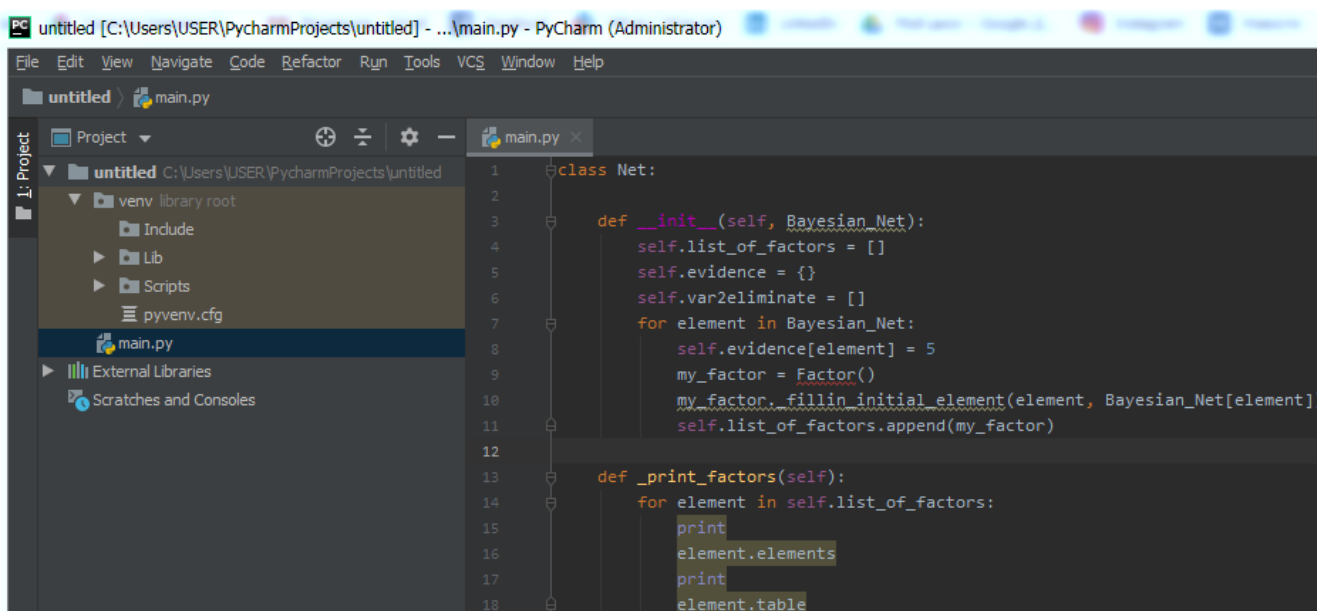 untitled [C:\Users\USER\PycharmProjects\untitled] - ...\main.py - PyCharm (Administrator)
File Edit View Navigate Code Refactor Run Tools VCS Window Help
untitled main.py
1: Project
Project
untitled C:\Users\USER\PycharmProjects\untitled
venv library root
Include
Lib
Scripts
pyvenv.cfg
main.py
External Libraries
Scratches and Consoles
main.py
1 class Net:
2
3 def __init__(self, Bayesian_Net):
4 self.list_of_factors = []
5 self.evidence = {}
6 self.var2eliminate = []
7 for element in Bayesian_Net:
8 self.evidence[element] = 5
9 my_factor = Factor()
10 my_factor._fillin_initial_element(element, Bayesian_Net[element]
11 self.list_of_factors.append(my_factor)
12
13 def _print_factors(self):
14 for element in self.list_of_factors:
15 print
16 element.elements
17 print
18 element.table